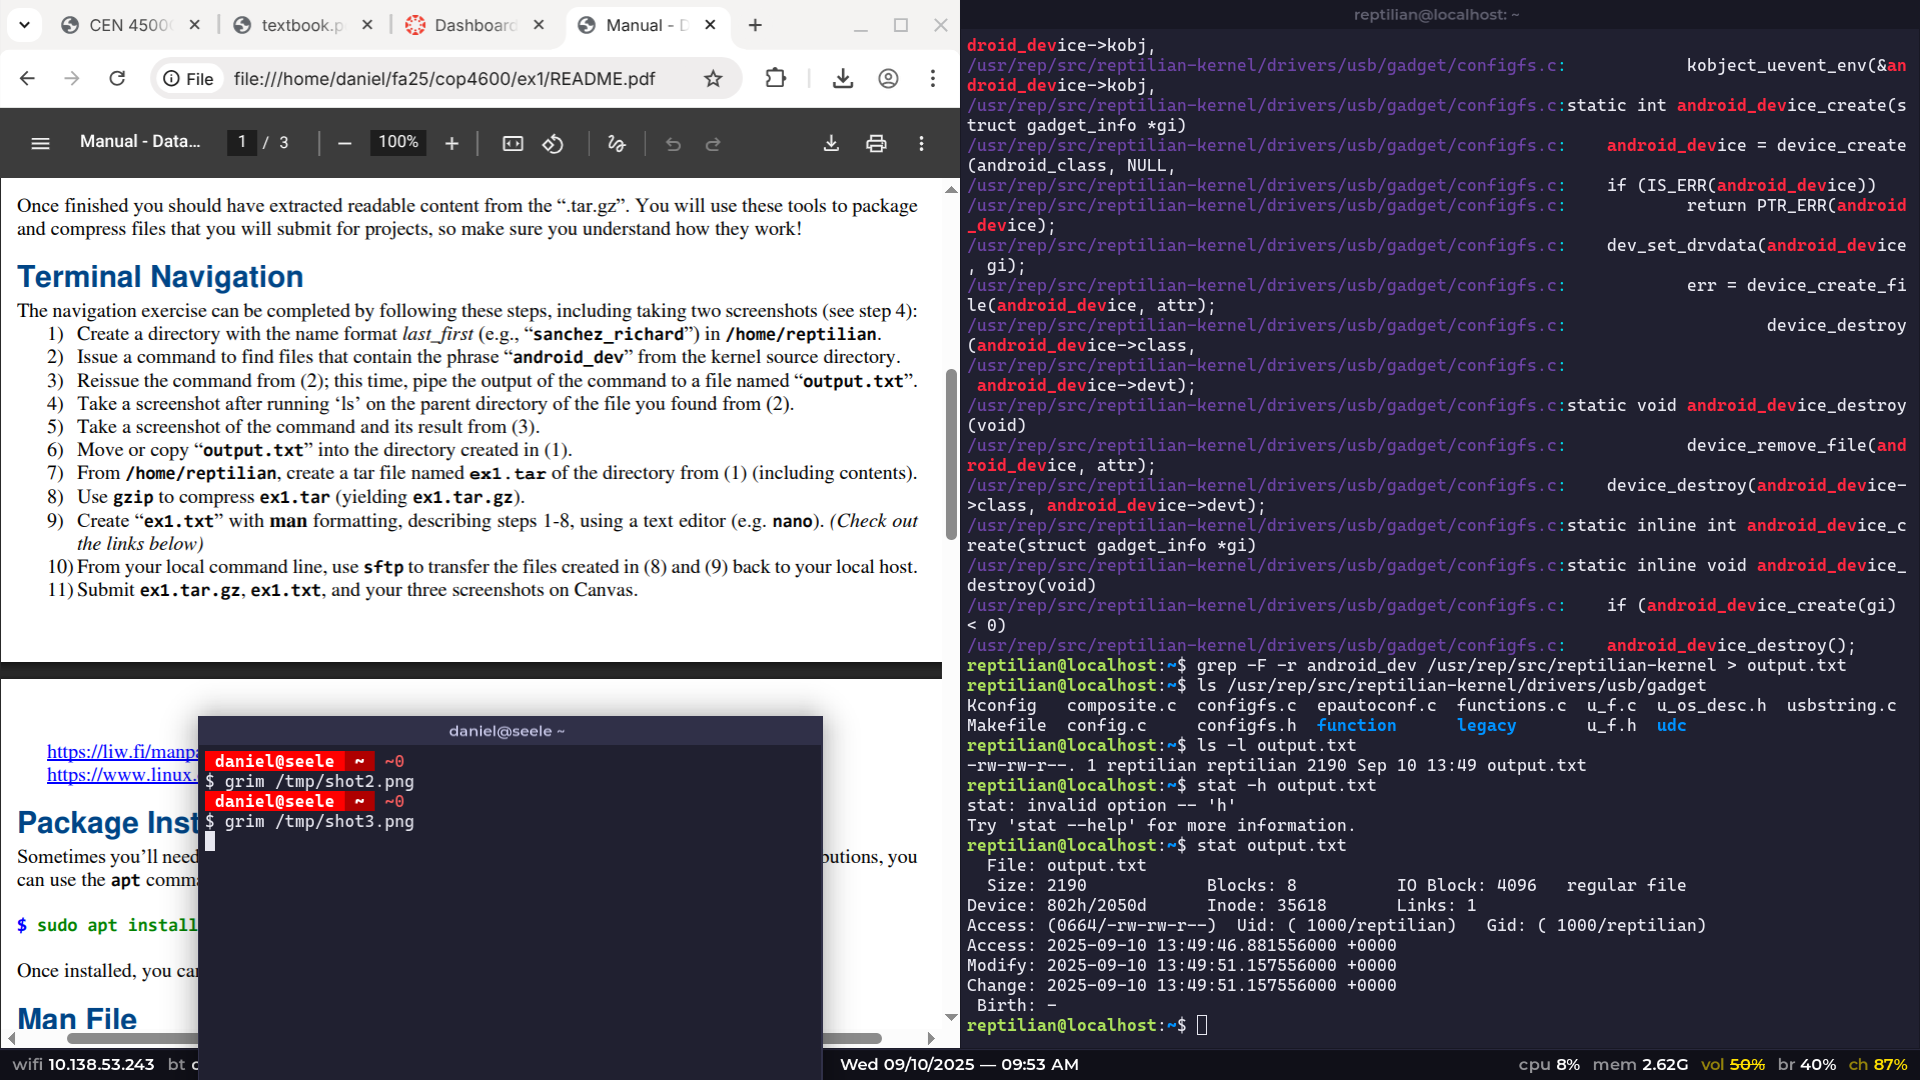 CEN 4500
textbook.p
Dashboard
Manual - D
File
file:///home/daniel/fa25/cop4600/ex1/README.pdf
Manual - Data...
1 / 3
100%
Once finished you should have extracted readable content from the “.tar.gz”. You will use these tools to package
and compress files that you will submit for projects, so make sure you understand how they work!
Terminal Navigation
The navigation exercise can be completed by following these steps, including taking two screenshots (see step 4):
1) Create a directory with the name format last_first (e.g., “sanchez_richard”) in /home/reptilian.
2) Issue a command to find files that contain the phrase “android_dev” from the kernel source directory.
3) Reissue the command from (2); this time, pipe the output of the command to a file named “output.txt”.
4) Take a screenshot after running ‘ls’ on the parent directory of the file you found from (2).
5) Take a screenshot of the command and its result from (3).
6) Move or copy “output.txt” into the directory created in (1).
7) From /home/reptilian, create a tar file named ex1.tar of the directory from (1) (including contents).
8) Use gzip to compress ex1.tar (yielding ex1.tar.gz).
9) Create “ex1.txt” with man formatting, describing steps 1-8, using a text editor (e.g. nano). (Check out
the links below)
10) From your local command line, use sftp to transfer the files created in (8) and (9) back to your local host.
11) Submit ex1.tar.gz, ex1.txt, and your three screenshots on Canvas.
https://liw.fi/manpa
https://www.linux.
Package Inst
Sometimes you’ll need
butions, you
can use the apt comma
$ sudo apt install
Once installed, you car
Man File
daniel@seele ~
daniel@seele ~ ~0
$ grim /tmp/shot2.png
daniel@seele ~ ~0
$ grim /tmp/shot3.png
reptilian@localhost: ~
droid_device->kobj,
/usr/rep/src/reptilian-kernel/drivers/usb/gadget/configfs.c: kobject_uevent_env(&an
droid_device->kobj,
/usr/rep/src/reptilian-kernel/drivers/usb/gadget/configfs.c:static int android_device_create(s
truct gadget_info *gi)
/usr/rep/src/reptilian-kernel/drivers/usb/gadget/configfs.c: android_device = device_create
(android_class, NULL,
/usr/rep/src/reptilian-kernel/drivers/usb/gadget/configfs.c: if (IS_ERR(android_device))
/usr/rep/src/reptilian-kernel/drivers/usb/gadget/configfs.c: return PTR_ERR(android
_device);
/usr/rep/src/reptilian-kernel/drivers/usb/gadget/configfs.c: dev_set_drvdata(android_device
, gi);
/usr/rep/src/reptilian-kernel/drivers/usb/gadget/configfs.c: err = device_create_fi
le(android_device, attr);
/usr/rep/src/reptilian-kernel/drivers/usb/gadget/configfs.c: device_destroy
(android_device->class,
/usr/rep/src/reptilian-kernel/drivers/usb/gadget/configfs.c:
android_device->devt);
/usr/rep/src/reptilian-kernel/drivers/usb/gadget/configfs.c:static void android_device_destroy
(void)
/usr/rep/src/reptilian-kernel/drivers/usb/gadget/configfs.c: device_remove_file(and
roid_device, attr);
/usr/rep/src/reptilian-kernel/drivers/usb/gadget/configfs.c: device_destroy(android_device-
>class, android_device->devt);
/usr/rep/src/reptilian-kernel/drivers/usb/gadget/configfs.c:static inline int android_device_c
reate(struct gadget_info *gi)
/usr/rep/src/reptilian-kernel/drivers/usb/gadget/configfs.c:static inline void android_device_
destroy(void)
/usr/rep/src/reptilian-kernel/drivers/usb/gadget/configfs.c: if (android_device_create(gi)
< 0)
/usr/rep/src/reptilian-kernel/drivers/usb/gadget/configfs.c: android_device_destroy();
reptilian@localhost:~$ grep -F -r android_dev /usr/rep/src/reptilian-kernel > output.txt
reptilian@localhost:~$ ls /usr/rep/src/reptilian-kernel/drivers/usb/gadget
Kconfig composite.c configfs.c epautoconf.c functions.c u_f.c u_os_desc.h usbstring.c
Makefile config.c configfs.h function legacy u_f.h udc
reptilian@localhost:~$ ls -l output.txt
-rw-rw-r--. 1 reptilian reptilian 2190 Sep 10 13:49 output.txt
reptilian@localhost:~$ stat -h output.txt
stat: invalid option -- 'h'
Try 'stat --help' for more information.
reptilian@localhost:~$ stat output.txt
File: output.txt
Size: 2190 Blocks: 8 IO Block: 4096 regular file
Device: 802h/2050d Inode: 35618 Links: 1
Access: (0664/-rw-rw-r--) Uid: ( 1000/reptilian) Gid: ( 1000/reptilian)
Access: 2025-09-10 13:49:46.881556000 +0000
Modify: 2025-09-10 13:49:51.157556000 +0000
Change: 2025-09-10 13:49:51.157556000 +0000
Birth: -
reptilian@localhost:~$
wifi 10.138.53.243 bt c
Wed 09/10/2025 — 09:53 AM
cpu 8% mem 2.62G vol 50% br 40% ch 87%